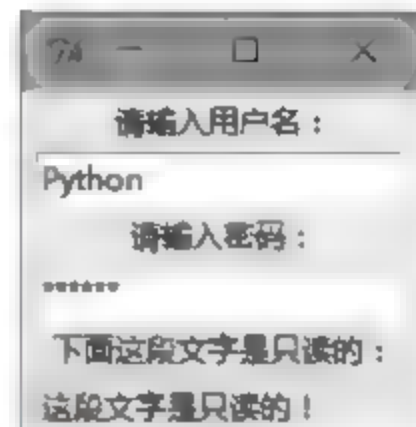 请输入用户名：
Python
请输入密码：
******
下面这段文字是只读的：
这段文字是只读的！